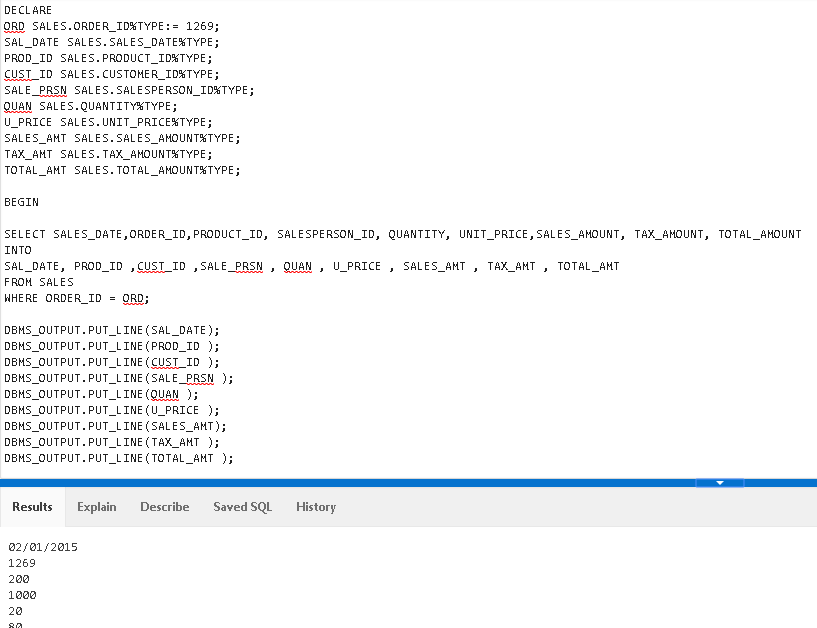 DECLARE
ORD SALES.ORDER_ID%TYPE:= 1269;
SAL_DATE SALES.SALES_DATE%TYPE;
PROD_ID SALES.PRODUCT_ID%TYPE;
CUST_ID SALES.CUSTOMER_ID%TYPE;
SALE_PRSN SALES.SALESPERSON_ID%TYPE;
QUAN SALES.QUANTITY%TYPE;
U_PRICE SALES.UNIT_PRICE%TYPE;
SALES_AMT SALES.SALES_AMOUNT%TYPE;
TAX_AMT SALES.TAX_AMOUNT%TYPE;
TOTAL_AMT SALES.TOTAL_AMOUNT%TYPE;
BEGIN
SELECT SALES_DATE,ORDER_ID,PRODUCT_ID, SALESPERSON_ID, QUANTITY, UNIT_PRICE,SALES_AMOUNT, TAX_AMOUNT, TOTAL_AMOUNT
INTO
SAL_DATE, PROD_ID ,CUST_ID ,SALE_PRSN , QUAN , U_PRICE , SALES_AMT , TAX_AMT , TOTAL_AMT
FROM SALES
WHERE ORDER_ID = ORD;
DBMS_OUTPUT.PUT_LINE(SAL_DATE);
DBMS_OUTPUT.PUT_LINE(PROD_ID );
DBMS_OUTPUT.PUT_LINE(CUST_ID );
DBMS_OUTPUT.PUT_LINE(SALE_PRSN );
DBMS_OUTPUT.PUT_LINE(QUAN );
DBMS_OUTPUT.PUT_LINE(U_PRICE );
DBMS_OUTPUT.PUT_LINE(SALES_AMT);
DBMS_OUTPUT.PUT_LINE(TAX_AMT );
DBMS_OUTPUT.PUT_LINE(TOTAL_AMT );
Results Explain Describe Saved SQL History
02/01/2015
1269
200
1000
20